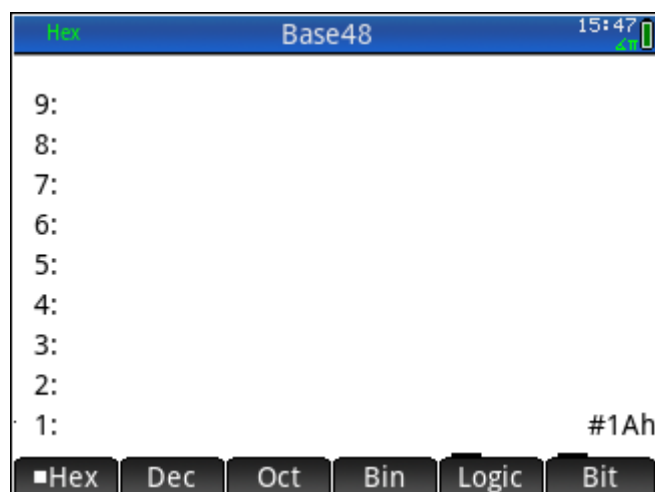 Hex Base48 15:47
∡π
9:
8:
7:
6:
5:
4:
3:
2:
1: #1Ah
▪Hex Dec Oct Bin Logic Bit